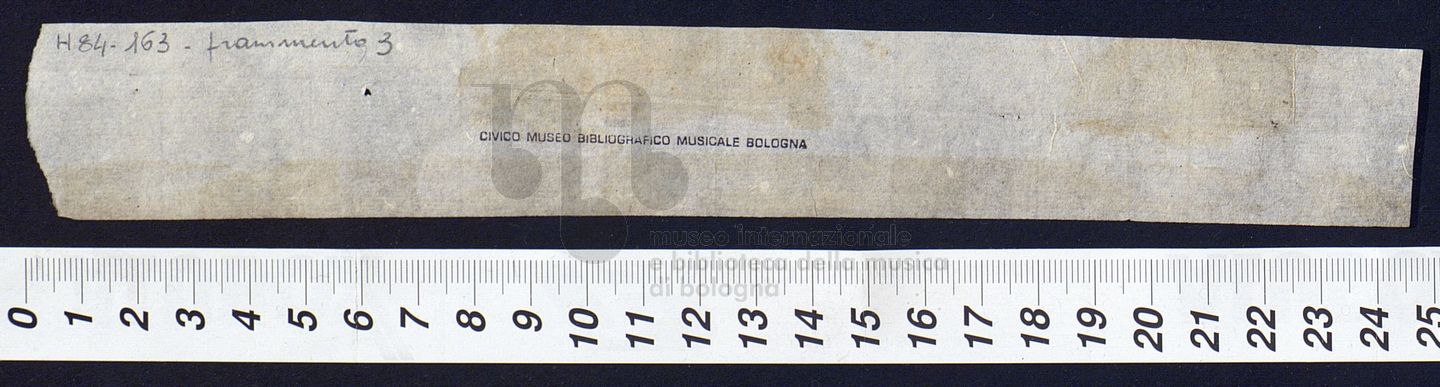 H84-163 - frammento 3
CIVICO MUSEO BIBLIOGRAFICO MUSICALE BOLOGNA
museo internazionale
e biblioteca della musica
di bologna
0 1 2 3 4 5 6 7 8 9 10 11 12 13 14 15 16 17 18 19 20 21 22 23 24 25